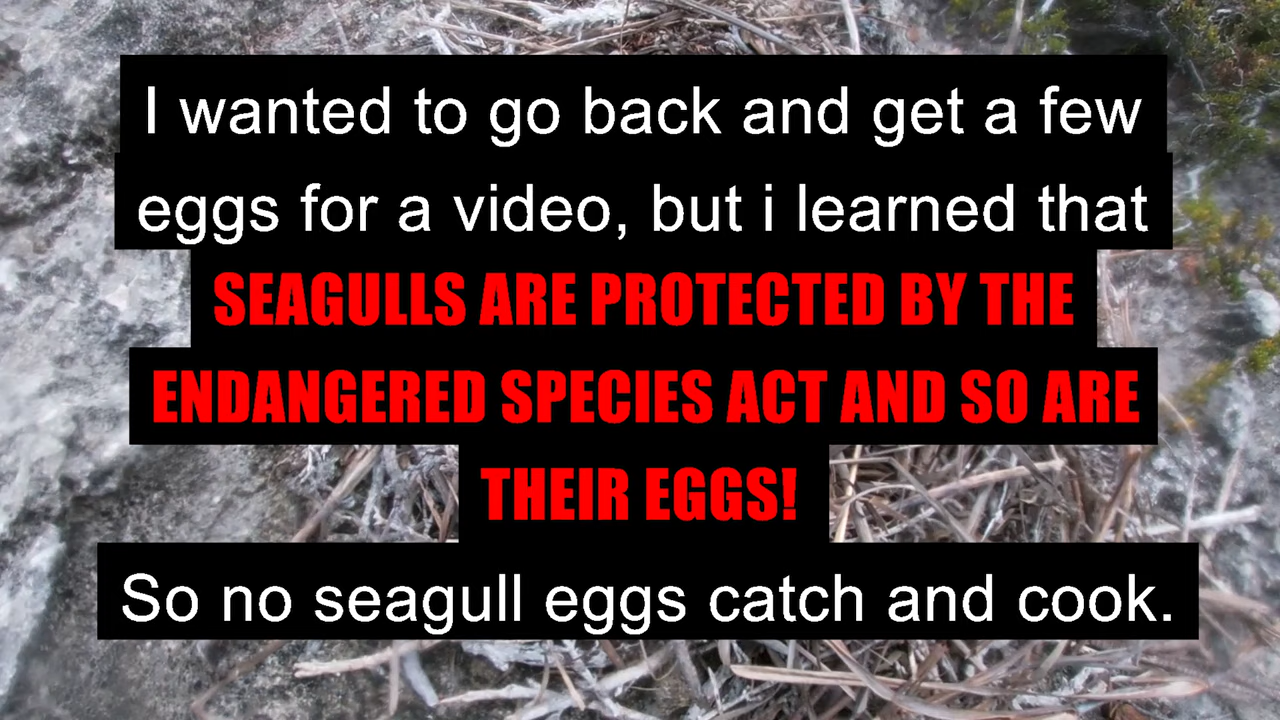 I wanted to go back and get a few
eggs for a video, but i learned that
SEAGULLS ARE PROTECTED BY THE
ENDANGERED SPECIES ACT AND SO ARE
THEIR EGGS!
So no seagull eggs catch and cook.